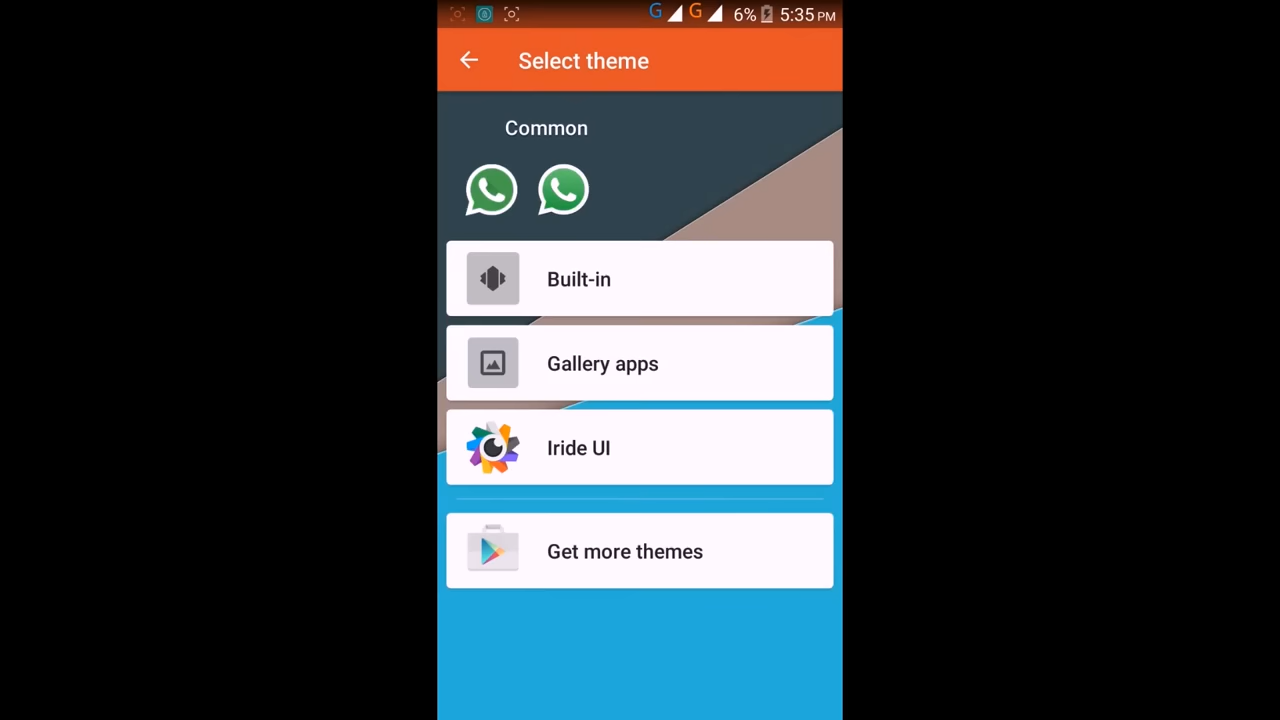 G G 6% 5:35 PM
Select theme
Common
Built-in
Gallery apps
Iride UI
Get more themes